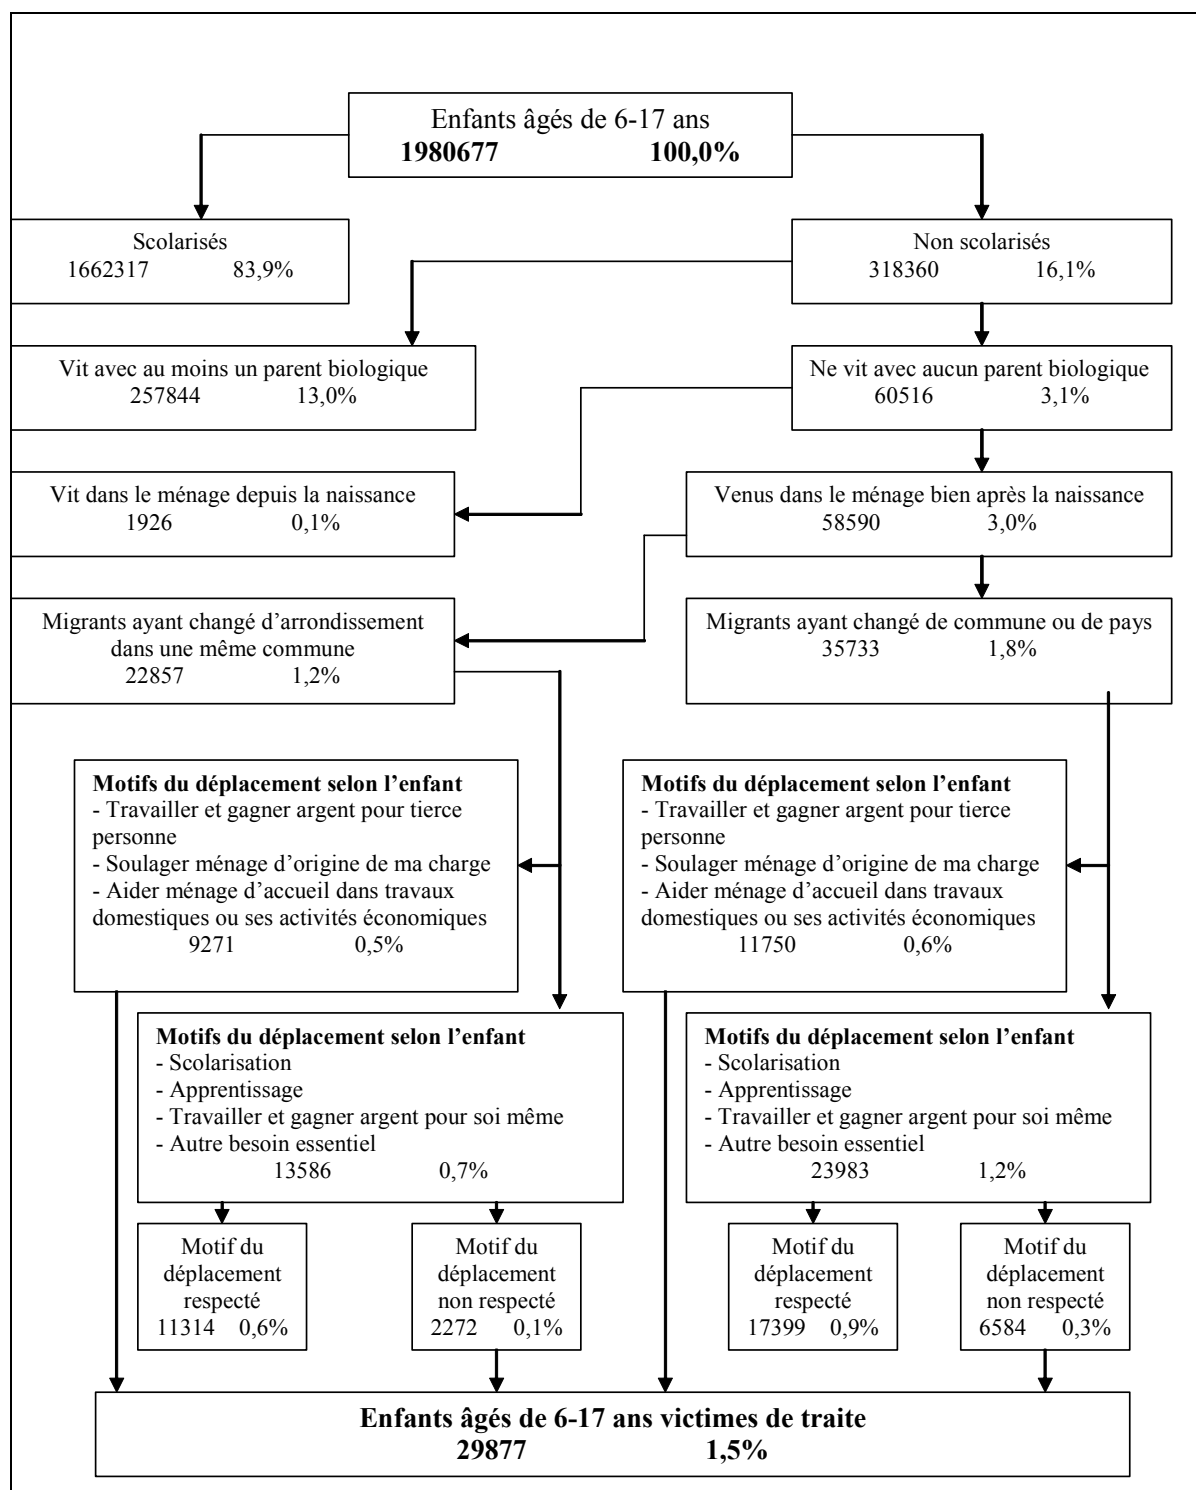 Enfants âgés de 6-17 ans
1980677 100,0%
Scolarisés
1662317 83,9%
Non scolarisés
318360 16,1%
Vit avec au moins un parent biologique
257844 13,0%
Ne vit avec aucun parent biologique
60516 3,1%
Vit dans le ménage depuis la naissance
1926 0,1%
Venus dans le ménage bien après la naissance
58590 3,0%
Migrants ayant changé d’arrondissement
dans une même commune
22857 1,2%
Migrants ayant changé de commune ou de pays
35733 1,8%
Motifs du déplacement selon l’enfant
- Travailler et gagner argent pour tierce
personne
- Soulager ménage d’origine de ma charge
- Aider ménage d’accueil dans travaux
domestiques ou ses activités économiques
9271 0,5%
Motifs du déplacement selon l’enfant
- Travailler et gagner argent pour tierce
personne
- Soulager ménage d’origine de ma charge
- Aider ménage d’accueil dans travaux
domestiques ou ses activités économiques
11750 0,6%
Motifs du déplacement selon l’enfant
- Scolarisation
- Apprentissage
- Travailler et gagner argent pour soi même
- Autre besoin essentiel
13586 0,7%
Motifs du déplacement selon l’enfant
- Scolarisation
- Apprentissage
- Travailler et gagner argent pour soi même
- Autre besoin essentiel
23983 1,2%
Motif du
déplacement
respecté
11314 0,6%
Motif du
déplacement
non respecté
2272 0,1%
Motif du
déplacement
respecté
17399 0,9%
Motif du
déplacement
non respecté
6584 0,3%
Enfants âgés de 6-17 ans victimes de traite
29877 1,5%